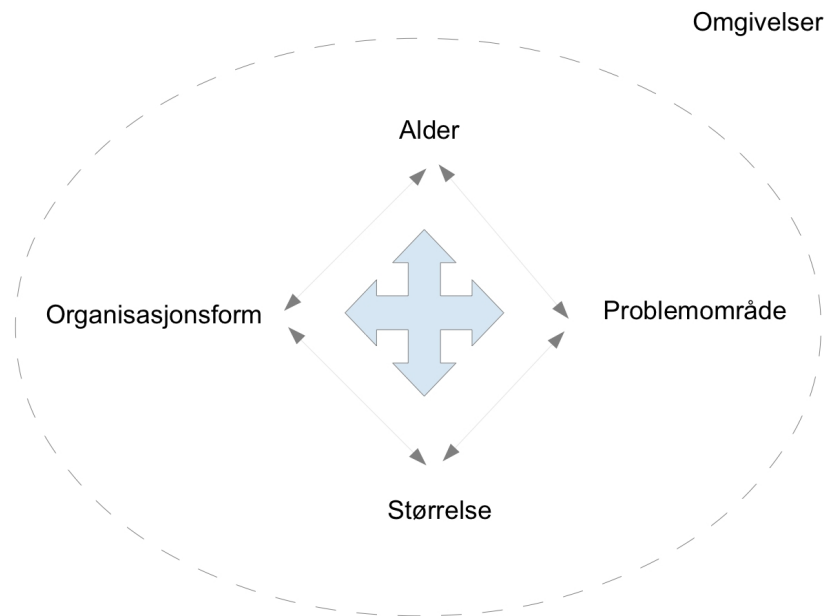 Omgivelser
Alder
Organisasjonsform
Problemområde
Størrelse